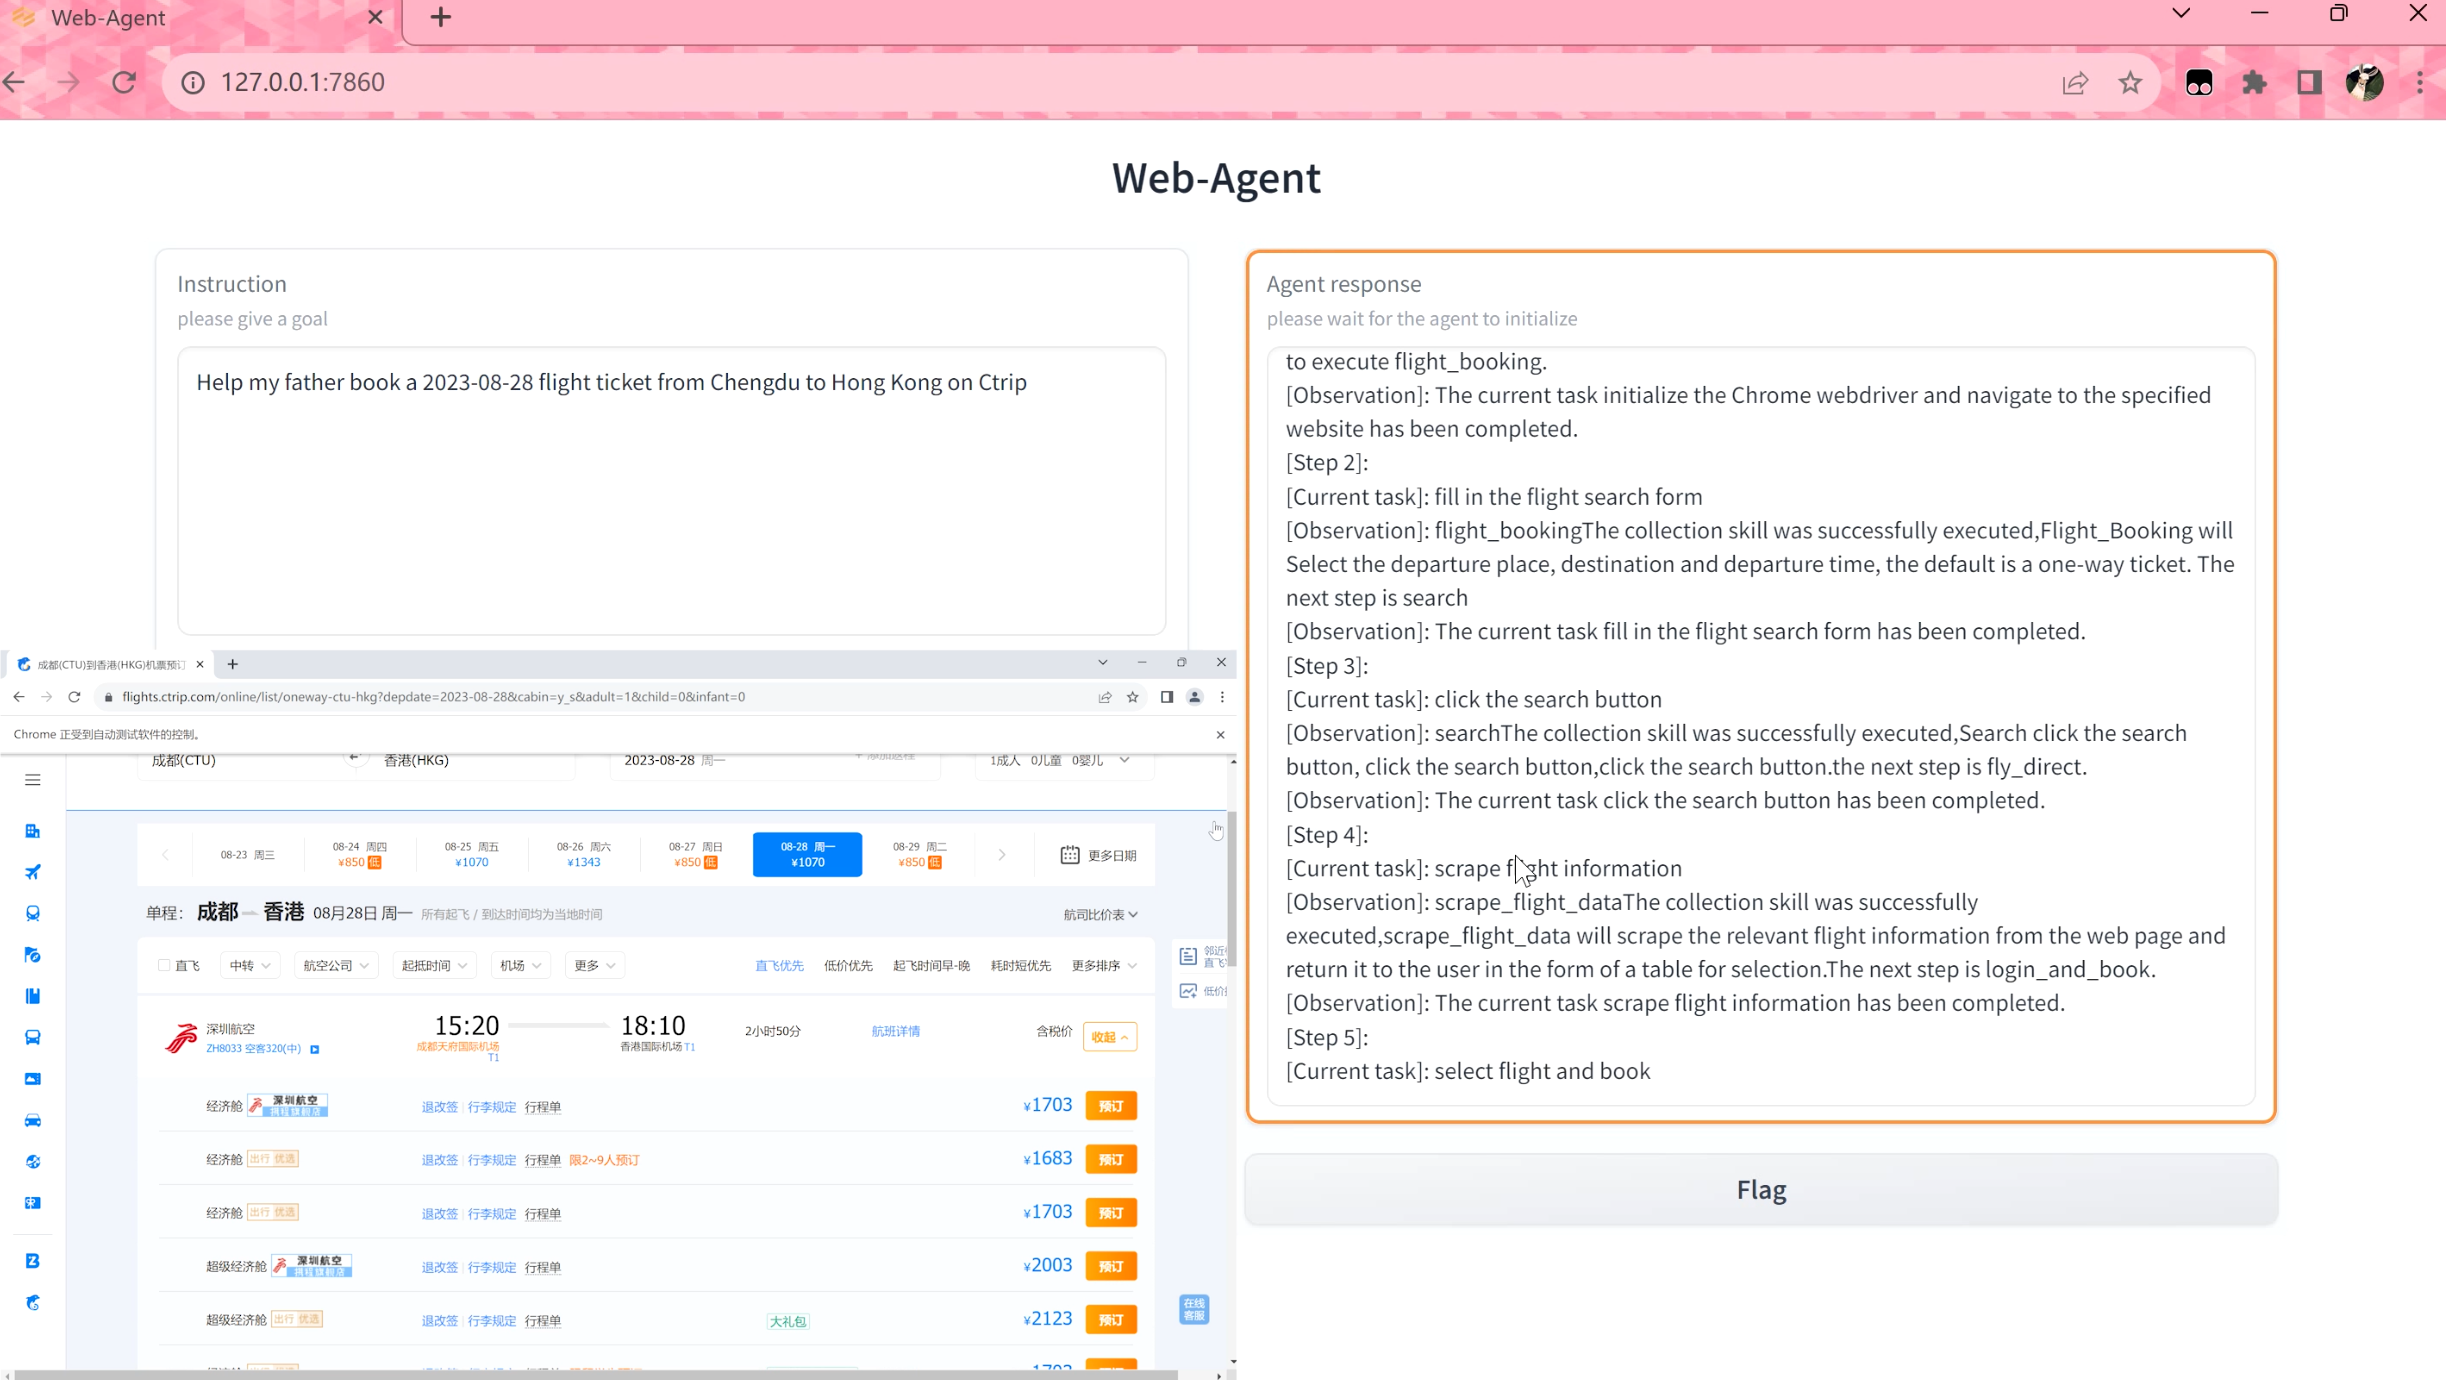 Web-Agent
127.0.0.1:7860
Web-Agent
Instruction
please give a goal
Help my father book a 2023-08-28 flight ticket from Chengdu to Hong Kong on Ctrip
Agent response
please wait for the agent to initialize
to execute flight_booking.
[Observation]: The current task initialize the Chrome webdriver and navigate to the specified
website has been completed.
[Step 2]:
[Current task]: fill in the flight search form
[Observation]: flight_bookingThe collection skill was successfully executed,Flight_Booking will
Select the departure place, destination and departure time, the default is a one-way ticket. The
next step is search
[Observation]: The current task fill in the flight search form has been completed.
[Step 3]:
[Current task]: click the search button
[Observation]: searchThe collection skill was successfully executed,Search click the search
button, click the search button,click the search button.the next step is fly_direct.
[Observation]: The current task click the search button has been completed.
[Step 4]:
[Current task]: scrape flight information
[Observation]: scrape_flight_dataThe collection skill was successfully
executed,scrape_flight_data will scrape the relevant flight information from the web page and
return it to the user in the form of a table for selection.The next step is login_and_book.
[Observation]: The current task scrape flight information has been completed.
[Step 5]:
[Current task]: select flight and book
Flag
成都(CTU)到香港(HKG)机票预订
flights.ctrip.com/online/list/oneway-ctu-hkg?depdate=2023-08-28&cabin=y_s&adult=1&child=0&infant=0
Chrome 正受到自动测试软件的控制。
成都(CTU) 香港(HKG) 2023-08-28 周一 + 添加返程 1成人 0儿童 0婴儿
08-23 周三
08-24 周四 ¥850 低
08-25 周五 ¥1070
08-26 周六 ¥1343
08-27 周日 ¥850 低
08-28 周一 ¥1070
08-29 周二 ¥850 低
更多日期
单程: 成都 — 香港 08月28日 周一 所有起飞 / 到达时间均为当地时间 航司比价表
直飞 中转 航空公司 起抵时间 机场 更多 直飞优先 低价优先 起飞时间早-晚 耗时短优先 更多排序
邻近
直飞
低价
深圳航空 15:20 18:10 2小时50分 航班详情 含税价 收起
ZH8033 空客320(中) 成都天府国际机场 T1 香港国际机场 T1
经济舱 深圳航空 携程旗舰店 退改签 行李规定 行程单 ¥1703 预订
经济舱 出行 优选 退改签 行李规定 行程单 限2~9人预订 ¥1683 预订
经济舱 出行 优选 退改签 行李规定 行程单 ¥1703 预订
超级经济舱 深圳航空 携程旗舰店 退改签 行李规定 行程单 ¥2003 预订
超级经济舱 出行 优选 退改签 行李规定 行程单 大礼包 ¥2123 预订
在线
客服